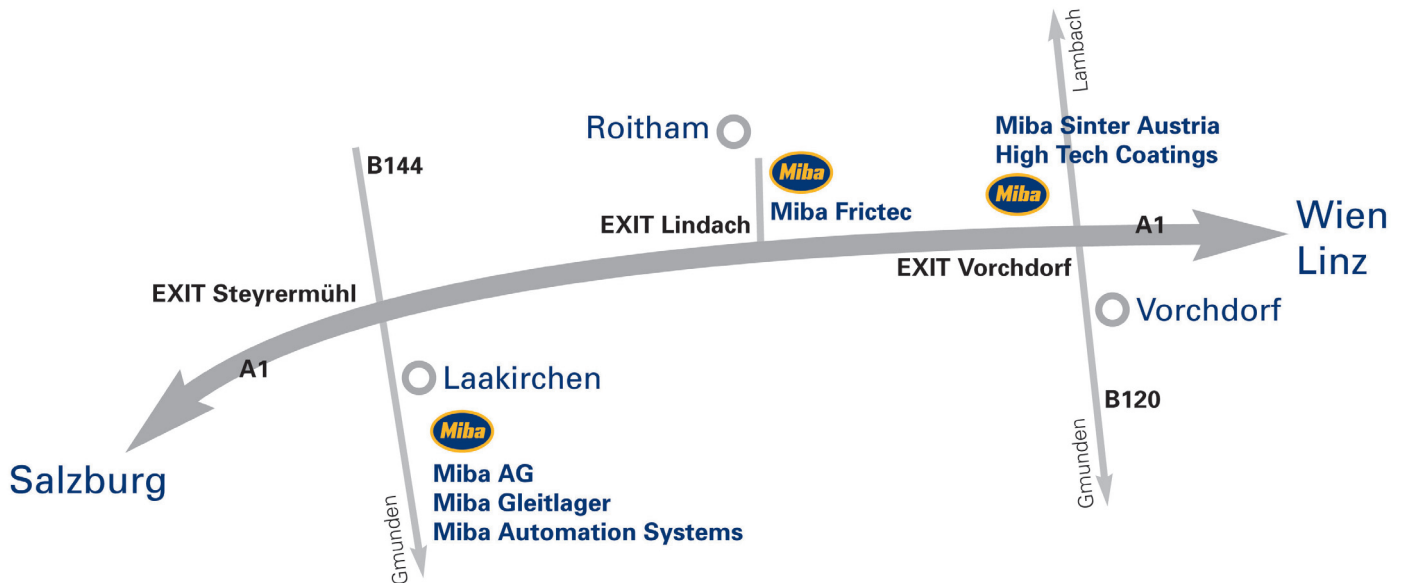 Lambach
Roitham
Miba Sinter Austria
High Tech Coatings
B144
Miba
Miba
Miba Frictec
EXIT Lindach
A1
Wien
Linz
EXIT Vorchdorf
EXIT Steyrermühl
Vorchdorf
A1
Laakirchen
B120
Miba
Salzburg
Miba AG
Miba Gleitlager
Miba Automation Systems
Gmunden
Gmunden